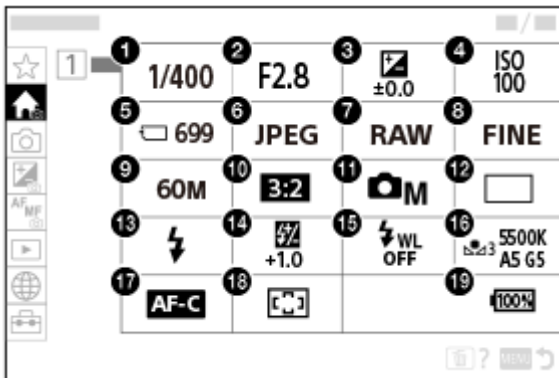 1
1 1/400
2 F2.8
3 ±0.0
4 ISO 100
5 699
6 JPEG
7 RAW
8 FINE
9 60M
10 3:2
11 M
12
13
14 +1.0
15 WL OFF
16 3 5500K A5 G5
17 AF-C
18
19 100%
AF MF
? MENU